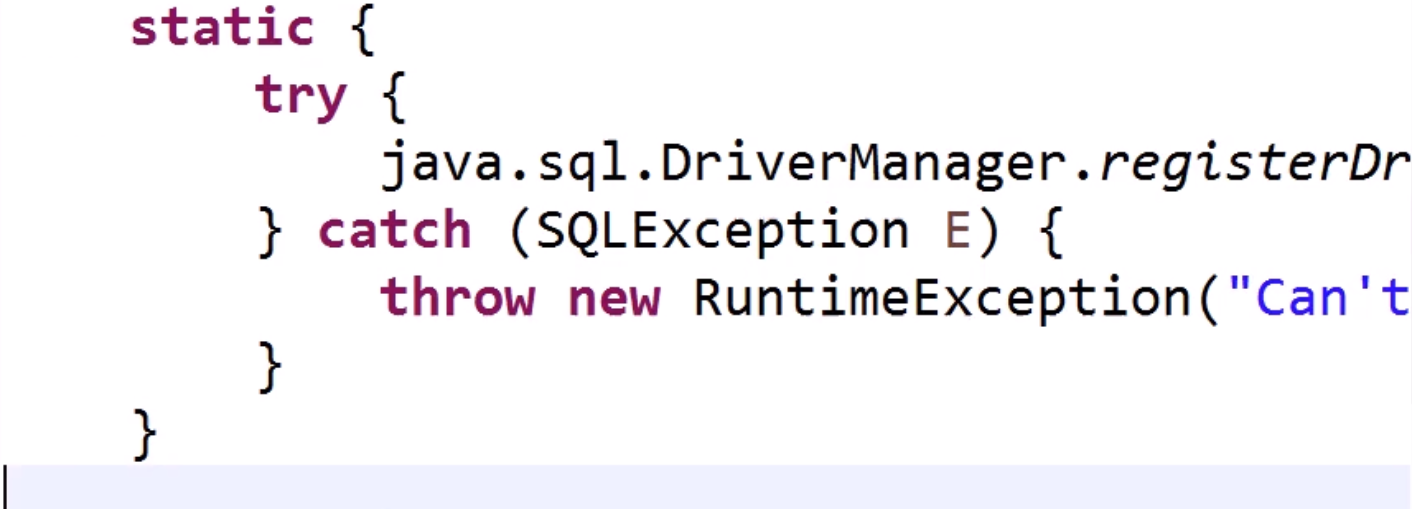 static {
try {
java.sql.DriverManager.registerDr
} catch (SQLException E) {
throw new RuntimeException("Can't
}
}